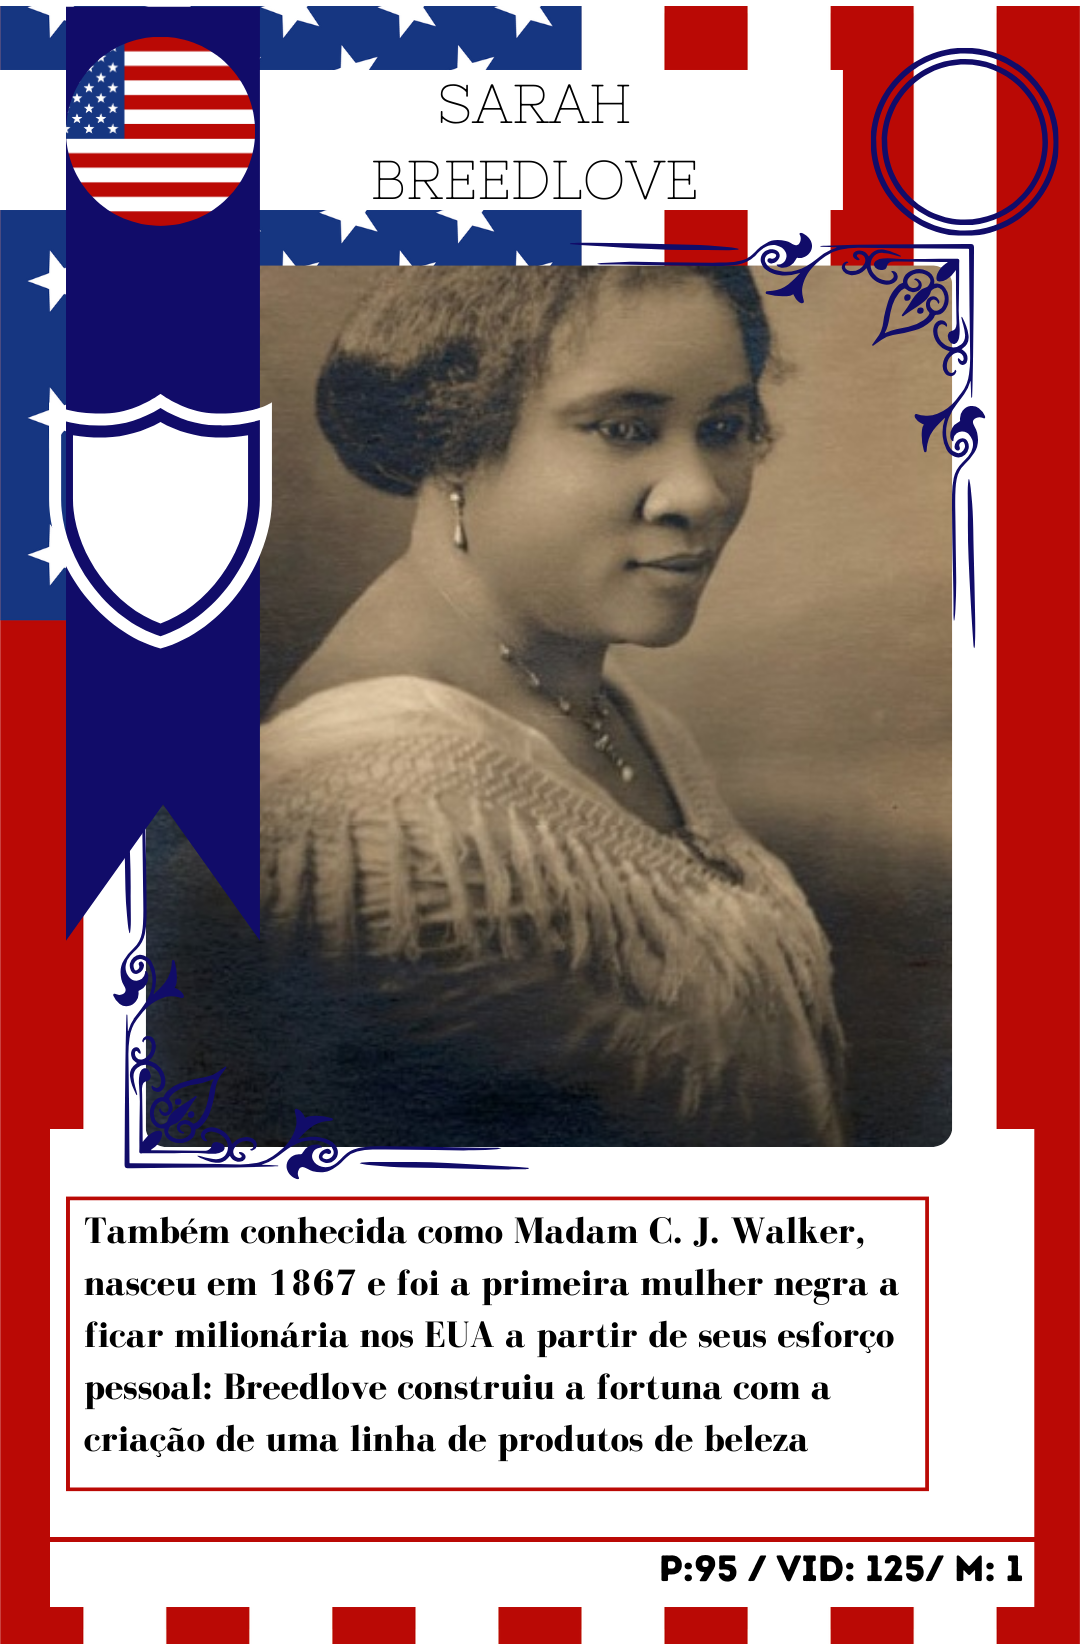 SARAH
BREEDLOVE
Também conhecida como Madam C. J. Walker,
nasceu em 1867 e foi a primeira mulher negra a
ficar milionária nos EUA a partir de seus esforço
pessoal: Breedlove construiu a fortuna com a
criação de uma linha de produtos de beleza
P:95 / VID: 125/ M: 1